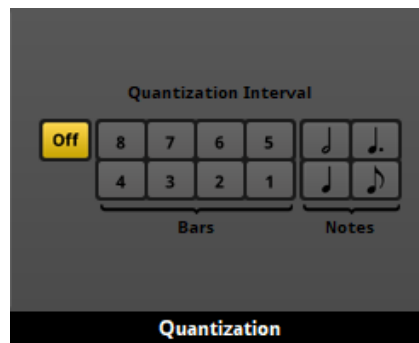 Quantization Interval
Off 8 7 6 5
4 3 2 1
Bars Notes
Quantization